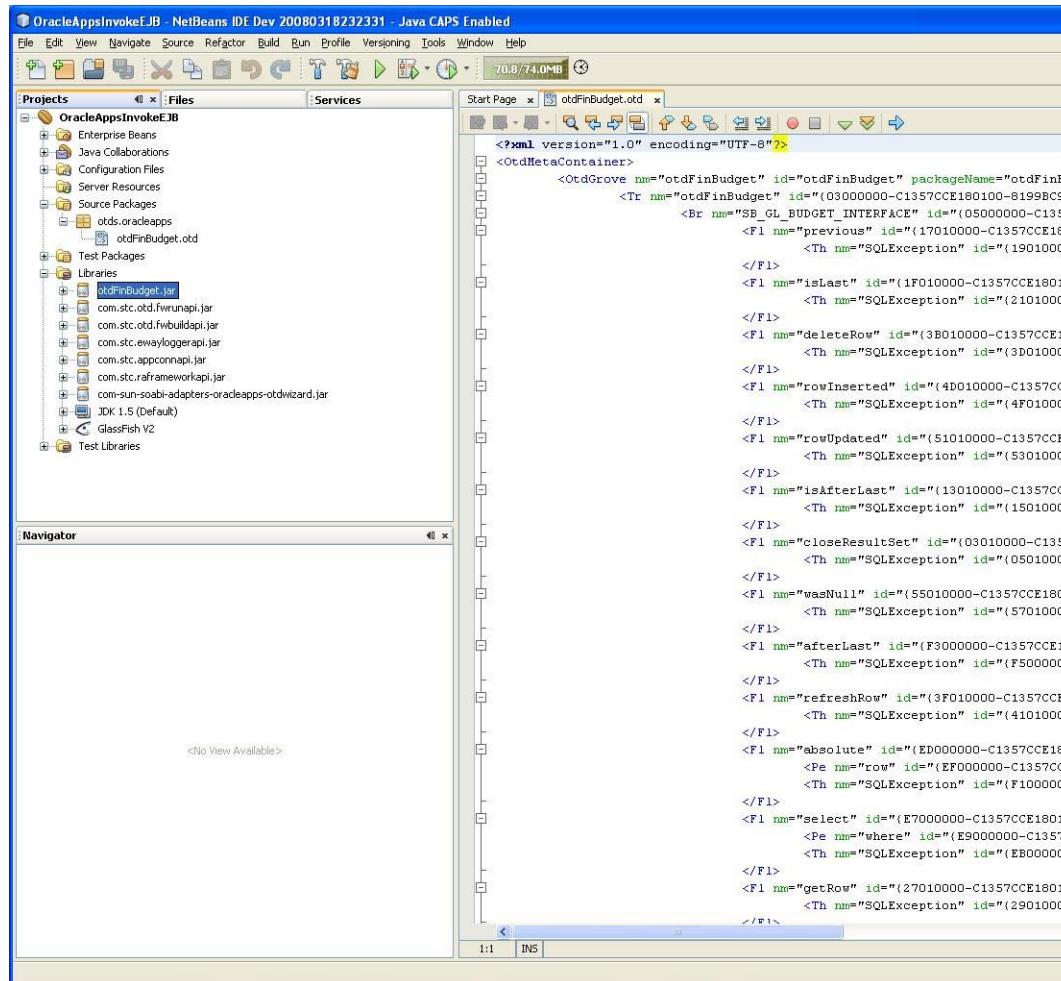 OracleAppsInvokeEJB - NetBeans IDE Dev 20080318232331 - Java CAPS Enabled
File Edit View Navigate Source Refactor Build Run Profile Versioning Tools Window Help
70.8/74.0MB
Projects
Files
Services
OracleAppsInvokeEJB
Enterprise Beans
Java Collaborations
Configuration Files
Server Resources
Source Packages
otds.oracleapps
otdFinBudget.otd
Test Packages
Libraries
otdFinBudget.jar
com.stc.otd.fwrunapi.jar
com.stc.otd.fwbuildapi.jar
com.stc.ewayloggerapi.jar
com.stc.appconnapi.jar
com.stc.raframeworkapi.jar
com-sun-soabi-adapters-oracleapps-otdwizard.jar
JDK 1.5 (Default)
GlassFish V2
Test Libraries
Navigator
<No View Available>
Start Page
otdFinBudget.otd
<?xml version="1.0" encoding="UTF-8"?>
<OtdMetaContainer>
<OtdGrove nm="otdFinBudget" id="otdFinBudget" packageName="otdFinB
<Tr nm="otdFinBudget" id="{03000000-C1357CCE180100-8199BC9
<Br nm="SB_GL_BUDGET_INTERFACE" id="{05000000-C135
<Fl nm="previous" id="{17010000-C1357CCE18
<Th nm="SQLException" id="{1901000
</Fl>
<Fl nm="isLast" id="{1F010000-C1357CCE1801
<Th nm="SQLException" id="{2101000
</Fl>
<Fl nm="deleteRow" id="{3B010000-C1357CCE1
<Th nm="SQLException" id="{3D01000
</Fl>
<Fl nm="rowInserted" id="{4D010000-C1357CC
<Th nm="SQLException" id="{4F01000
</Fl>
<Fl nm="rowUpdated" id="{51010000-C1357CCE
<Th nm="SQLException" id="{5301000
</Fl>
<Fl nm="isAfterLast" id="{13010000-C1357CC
<Th nm="SQLException" id="{1501000
</Fl>
<Fl nm="closeResultSet" id="{03010000-C135
<Th nm="SQLException" id="{0501000
</Fl>
<Fl nm="wasNull" id="{55010000-C1357CCE180
<Th nm="SQLException" id="{5701000
</Fl>
<Fl nm="afterLast" id="{F3000000-C1357CCE1
<Th nm="SQLException" id="{F500000
</Fl>
<Fl nm="refreshRow" id="{3F010000-C1357CCE
<Th nm="SQLException" id="{4101000
</Fl>
<Fl nm="absolute" id="{ED000000-C1357CCE18
<Pe nm="row" id="{EF000000-C1357CC
<Th nm="SQLException" id="{F100000
</Fl>
<Fl nm="select" id="{E7000000-C1357CCE1801
<Pe nm="where" id="{E9000000-C1357
<Th nm="SQLException" id="{EB00000
</Fl>
<Fl nm="getRow" id="{27010000-C1357CCE1801
<Th nm="SQLException" id="{2901000
</Fl>
1:1 INS